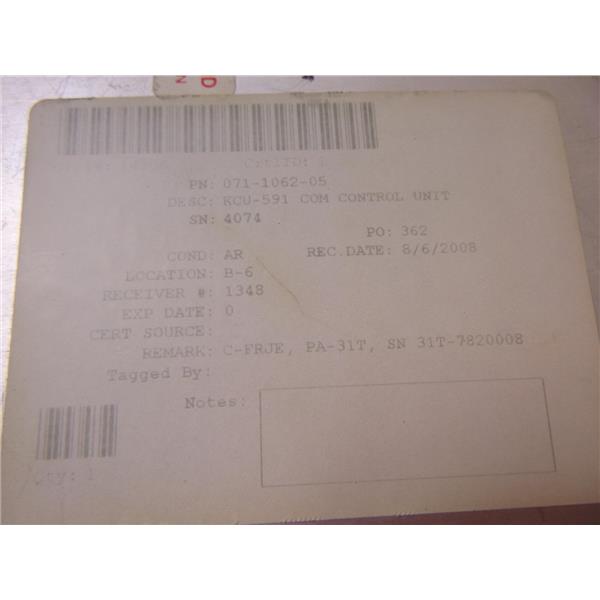 D
N
CtrlID: 1
PN: 071-1062-05
DESC: KCU-591 COM CONTROL UNIT
SN: 4074
PO: 362
COND: AR REC.DATE: 8/6/2008
LOCATION: B-6
RECEIVER #: 1348
EXP DATE: 0
CERT SOURCE:
REMARK: C-FRJE, PA-31T, SN 31T-7820008
Tagged By:
Notes:
Qty: 1